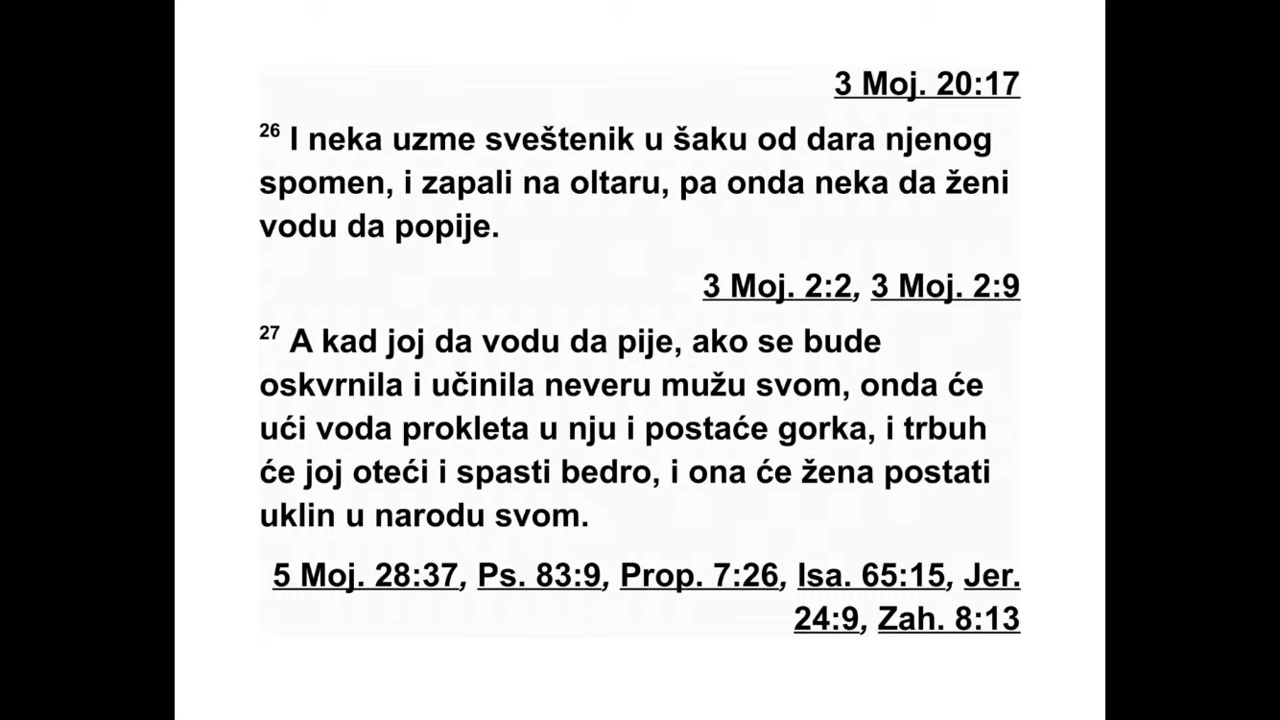 3 Moj. 20:17
26 I neka uzme sveštenik u šaku od dara njenog
spomen, i zapali na oltaru, pa onda neka da ženi
vodu da popije.
3 Moj. 2:2, 3 Moj. 2:9
27 A kad joj da vodu da pije, ako se bude
oskvrnila i učinila neveru mužu svom, onda će
ući voda prokleta u nju i postaće gorka, i trbuh
će joj oteći i spasti bedro, i ona će žena postati
uklin u narodu svom.
5 Moj. 28:37, Ps. 83:9, Prop. 7:26, Isa. 65:15, Jer.
24:9, Zah. 8:13